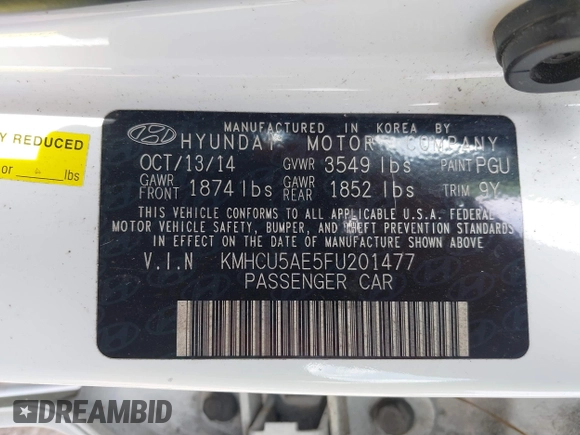 Y REDUCED
or lbs
MANUFACTURED IN KOREA BY
HYUNDAI MOTOR COMPANY
OCT/13/14 GVWR 3549 lbs PAINT PGU
GAWR FRONT 1874 lbs GAWR REAR 1852 lbs TRIM 9Y
THIS VEHICLE CONFORMS TO ALL APPLICABLE U.S.A. FEDERAL
MOTOR VEHICLE SAFETY, BUMPER, AND THEFT PREVENTION STANDARDS
IN EFFECT ON THE DATE OF MANUFACTURE SHOWN ABOVE.
V.I.N KMHCU5AE5FU201477
PASSENGER CAR
DREAMBID